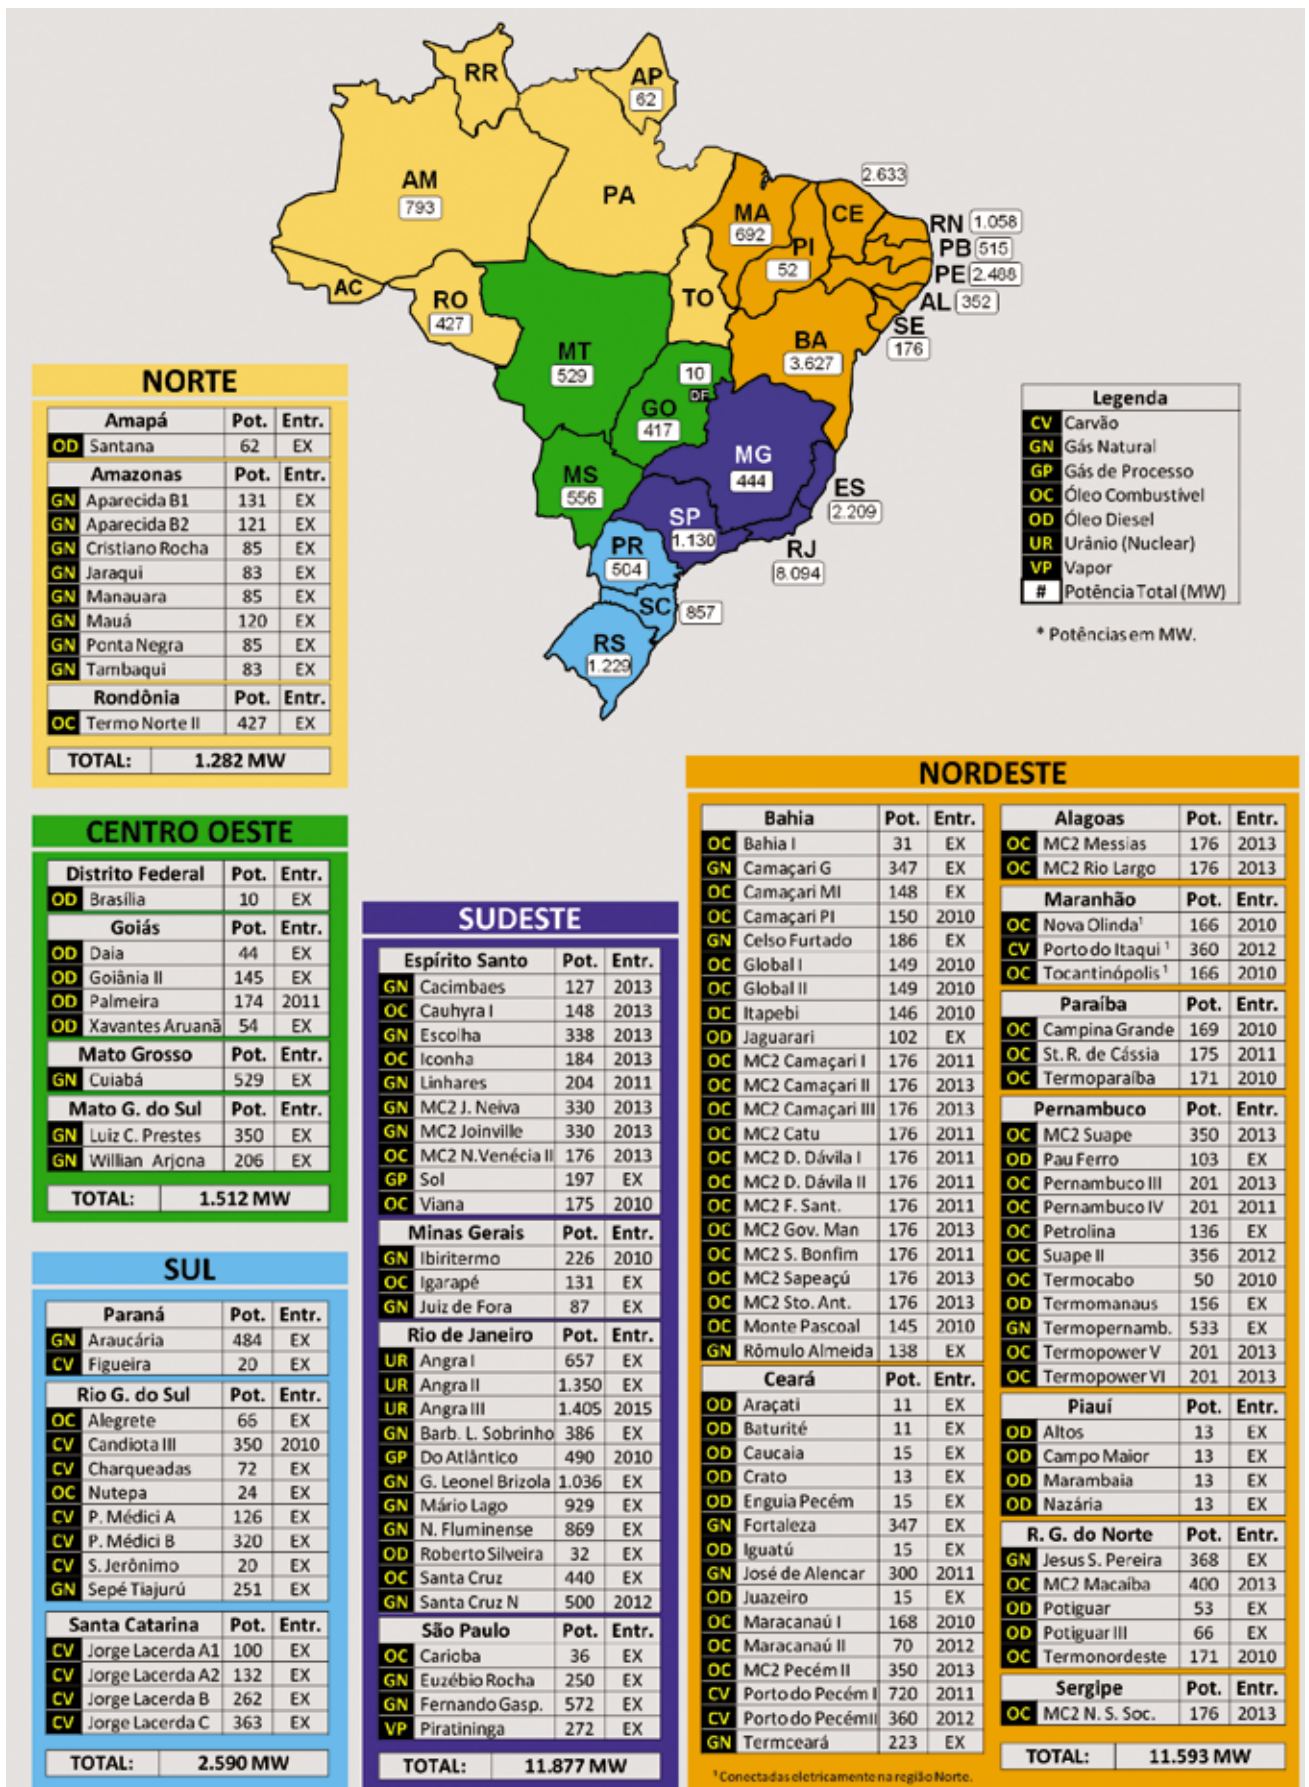 RR
AP
62
AM
793
PA
2.633
MA
692
CE
RN 1.058
PI
52
PB 515
PE 2.488
AC
RO
427
TO
AL 352
SE
176
MT
529
BA
3.627
10
DF
GO
417
MG
444
MS
556
ES
2.209
SP
1.130
RJ
8.094
PR
504
SC 857
RS
1.229
Legenda
CV Carvão
GN Gás Natural
GP Gás de Processo
OC Óleo Combustível
OD Óleo Diesel
UR Urânio (Nuclear)
VP Vapor
# Potência Total (MW)
* Potências em MW.
NORTE
Amapá Pot. Entr.
OD Santana 62 EX
Amazonas Pot. Entr.
GN Aparecida B1 131 EX
GN Aparecida B2 121 EX
GN Cristiano Rocha 85 EX
GN Jaraqui 83 EX
GN Manauara 85 EX
GN Mauá 120 EX
GN Ponta Negra 85 EX
GN Tambaqui 83 EX
Rondônia Pot. Entr.
OC Termo Norte II 427 EX
TOTAL: 1.282 MW
CENTRO OESTE
Distrito Federal Pot. Entr.
OD Brasília 10 EX
Goiás Pot. Entr.
OD Daia 44 EX
OD Goiânia II 145 EX
OD Palmeira 174 2011
OD Xavantes Aruanã 54 EX
Mato Grosso Pot. Entr.
GN Cuiabá 529 EX
Mato G. do Sul Pot. Entr.
GN Luiz C. Prestes 350 EX
GN Willian Arjona 206 EX
TOTAL: 1.512 MW
SUL
Paraná Pot. Entr.
GN Araucária 484 EX
CV Figueira 20 EX
Rio G. do Sul Pot. Entr.
OC Alegrete 66 EX
CV Candiota III 350 2010
CV Charqueadas 72 EX
OC Nutepa 24 EX
CV P. Médici A 126 EX
CV P. Médici B 320 EX
CV S. Jerônimo 20 EX
GN Sepé Tiajurú 251 EX
Santa Catarina Pot. Entr.
CV Jorge Lacerda A1 100 EX
CV Jorge Lacerda A2 132 EX
CV Jorge Lacerda B 262 EX
CV Jorge Lacerda C 363 EX
TOTAL: 2.590 MW
SUDESTE
Espírito Santo Pot. Entr.
GN Cacimbaes 127 2013
OC Cauhyra I 148 2013
GN Escolha 338 2013
OC Iconha 184 2013
GN Linhares 204 2011
GN MC2 J. Neiva 330 2013
GN MC2 Joinville 330 2013
OC MC2 N.Venécia II 176 2013
GP Sol 197 EX
OC Viana 175 2010
Minas Gerais Pot. Entr.
GN Ibiritermo 226 2010
OC Igarapé 131 EX
GN Juiz de Fora 87 EX
Rio de Janeiro Pot. Entr.
UR Angra I 657 EX
UR Angra II 1.350 EX
UR Angra III 1.405 2015
GN Barb. L. Sobrinho 386 EX
GP Do Atlântico 490 2010
GN G. Leonel Brizola 1.036 EX
GN Mário Lago 929 EX
GN N. Fluminense 869 EX
OD Roberto Silveira 32 EX
OC Santa Cruz 440 EX
GN Santa Cruz N 500 2012
São Paulo Pot. Entr.
OC Carioba 36 EX
GN Euzébio Rocha 250 EX
GN Fernando Gasp. 572 EX
VP Piratininga 272 EX
TOTAL: 11.877 MW
NORDESTE
Bahia Pot. Entr.
OC Bahia I 31 EX
GN Camaçari G 347 EX
OC Camaçari MI 148 EX
OC Camaçari PI 150 2010
GN Celso Furtado 186 EX
OC Global I 149 2010
OC Global II 149 2010
OC Itapebi 146 2010
OD Jaguarari 102 EX
OC MC2 Camaçari I 176 2011
OC MC2 Camaçari II 176 2013
OC MC2 Camaçari III 176 2013
OC MC2 Catu 176 2011
OC MC2 D. Dávila I 176 2011
OC MC2 D. Dávila II 176 2011
OC MC2 F. Sant. 176 2011
OC MC2 Gov. Man 176 2013
OC MC2 S. Bonfim 176 2011
OC MC2 Sapeaçú 176 2013
OC MC2 Sto. Ant. 176 2013
OC Monte Pascoal 145 2010
GN Rômulo Almeida 138 EX
Ceará Pot. Entr.
OD Araçati 11 EX
OD Baturité 11 EX
OD Caucaia 15 EX
OD Crato 13 EX
OD Enguia Pecém 15 EX
GN Fortaleza 347 EX
OD Iguatú 15 EX
GN José de Alencar 300 2011
OD Juazeiro 15 EX
OC Maracanaú I 168 2010
OC Maracanaú II 70 2012
OC MC2 Pecém II 350 2013
CV Porto do Pecém I 720 2011
CV Porto do Pecém II 360 2012
GN Termceará 223 EX
¹Conectadas eletricamente na região Norte.
Alagoas Pot. Entr.
OC MC2 Messias 176 2013
OC MC2 Rio Largo 176 2013
Maranhão Pot. Entr.
OC Nova Olinda¹ 166 2010
CV Porto do Itaqui ¹ 360 2012
OC Tocantinópolis ¹ 166 2010
Paraíba Pot. Entr.
OC Campina Grande 169 2010
OC St. R. de Cássia 175 2011
OC Termoparaíba 171 2010
Pernambuco Pot. Entr.
OC MC2 Suape 350 2013
OD Pau Ferro 103 EX
OC Pernambuco III 201 2013
OC Pernambuco IV 201 2011
OC Petrolina 136 EX
OC Suape II 356 2012
OC Termocabo 50 2010
OD Termomanaus 156 EX
GN Termopernamb. 533 EX
OC Termopower V 201 2013
OC Termopower VI 201 2013
Piauí Pot. Entr.
OD Altos 13 EX
OD Campo Maior 13 EX
OD Marambaia 13 EX
OD Nazária 13 EX
R. G. do Norte Pot. Entr.
GN Jesus S. Pereira 368 EX
OC MC2 Macaíba 400 2013
OD Potiguar 53 EX
OD Potiguar III 66 EX
OC Termonordeste 171 2010
Sergipe Pot. Entr.
OC MC2 N. S. Soc. 176 2013
TOTAL: 11.593 MW